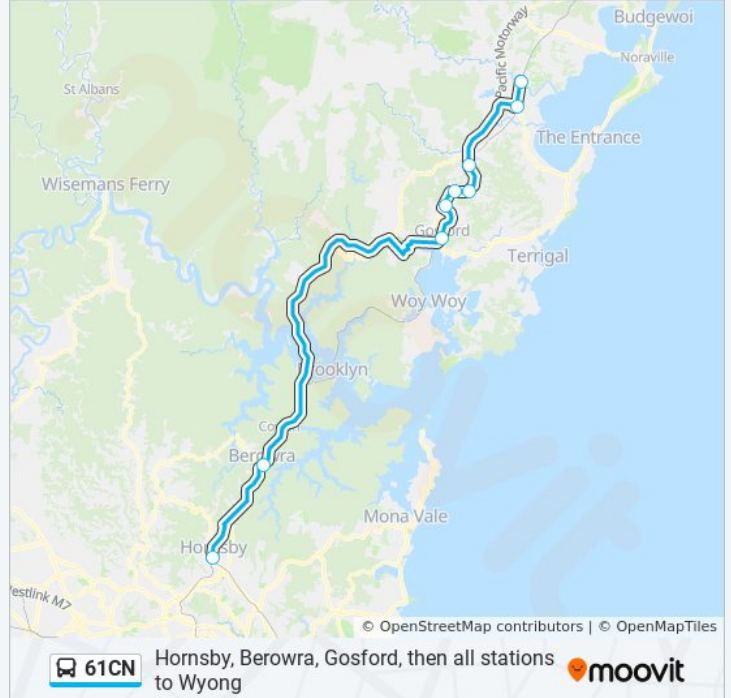 Budgewoi
Pacific Motorway
Noraville
St Albans
The Entrance
Wisemans Ferry
Gosford
Terrigal
Woy Woy
Brooklyn
Berowra
Mona Vale
Hornsby
estlink M7
© OpenStreetMap contributors | © OpenMapTiles
61CN
Hornsby, Berowra, Gosford, then all stations
to Wyong
moovit